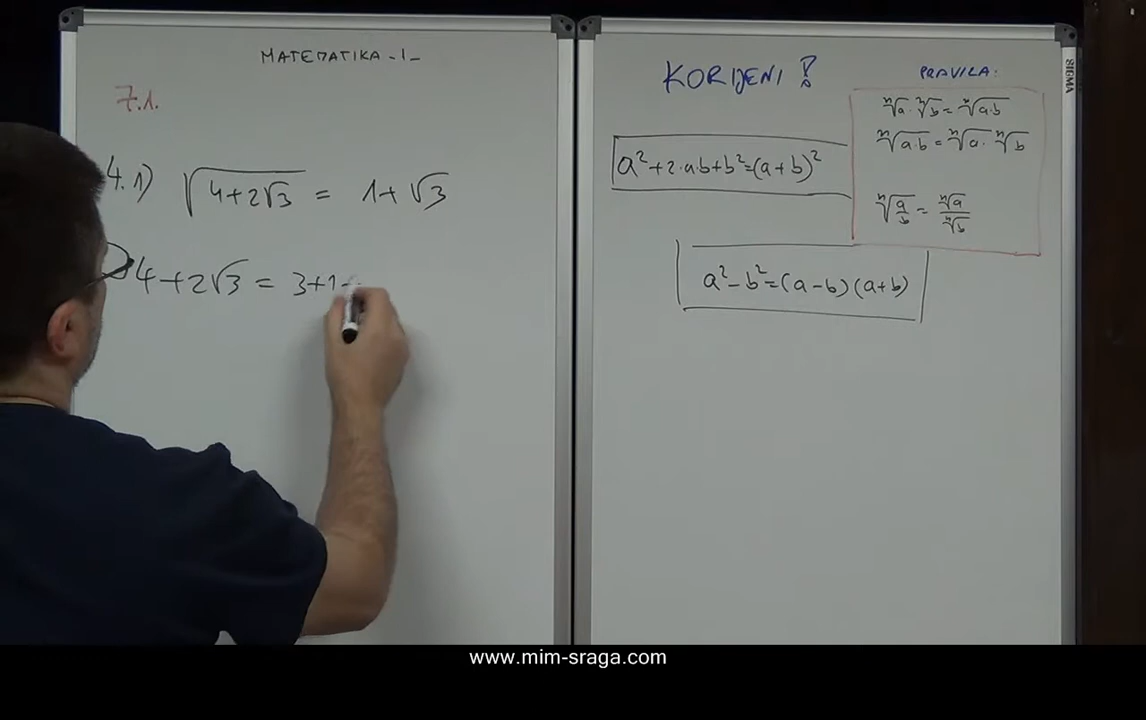 MATEMATIKA - 1 -
7.1.
4.1) √(4+2√3) = 1+√3
4+2√3 = 3+1
KORIJENI !
PRAVILA:
ⁿ√a · ⁿ√b = ⁿ√(a·b)
ⁿ√(a·b) = ⁿ√a · ⁿ√b
ⁿ√(a/b) = ⁿ√a / ⁿ√b
a²+2·a·b+b²=(a+b)²
a²-b²=(a-b)(a+b)
SIGMA
www.mim-sraga.com